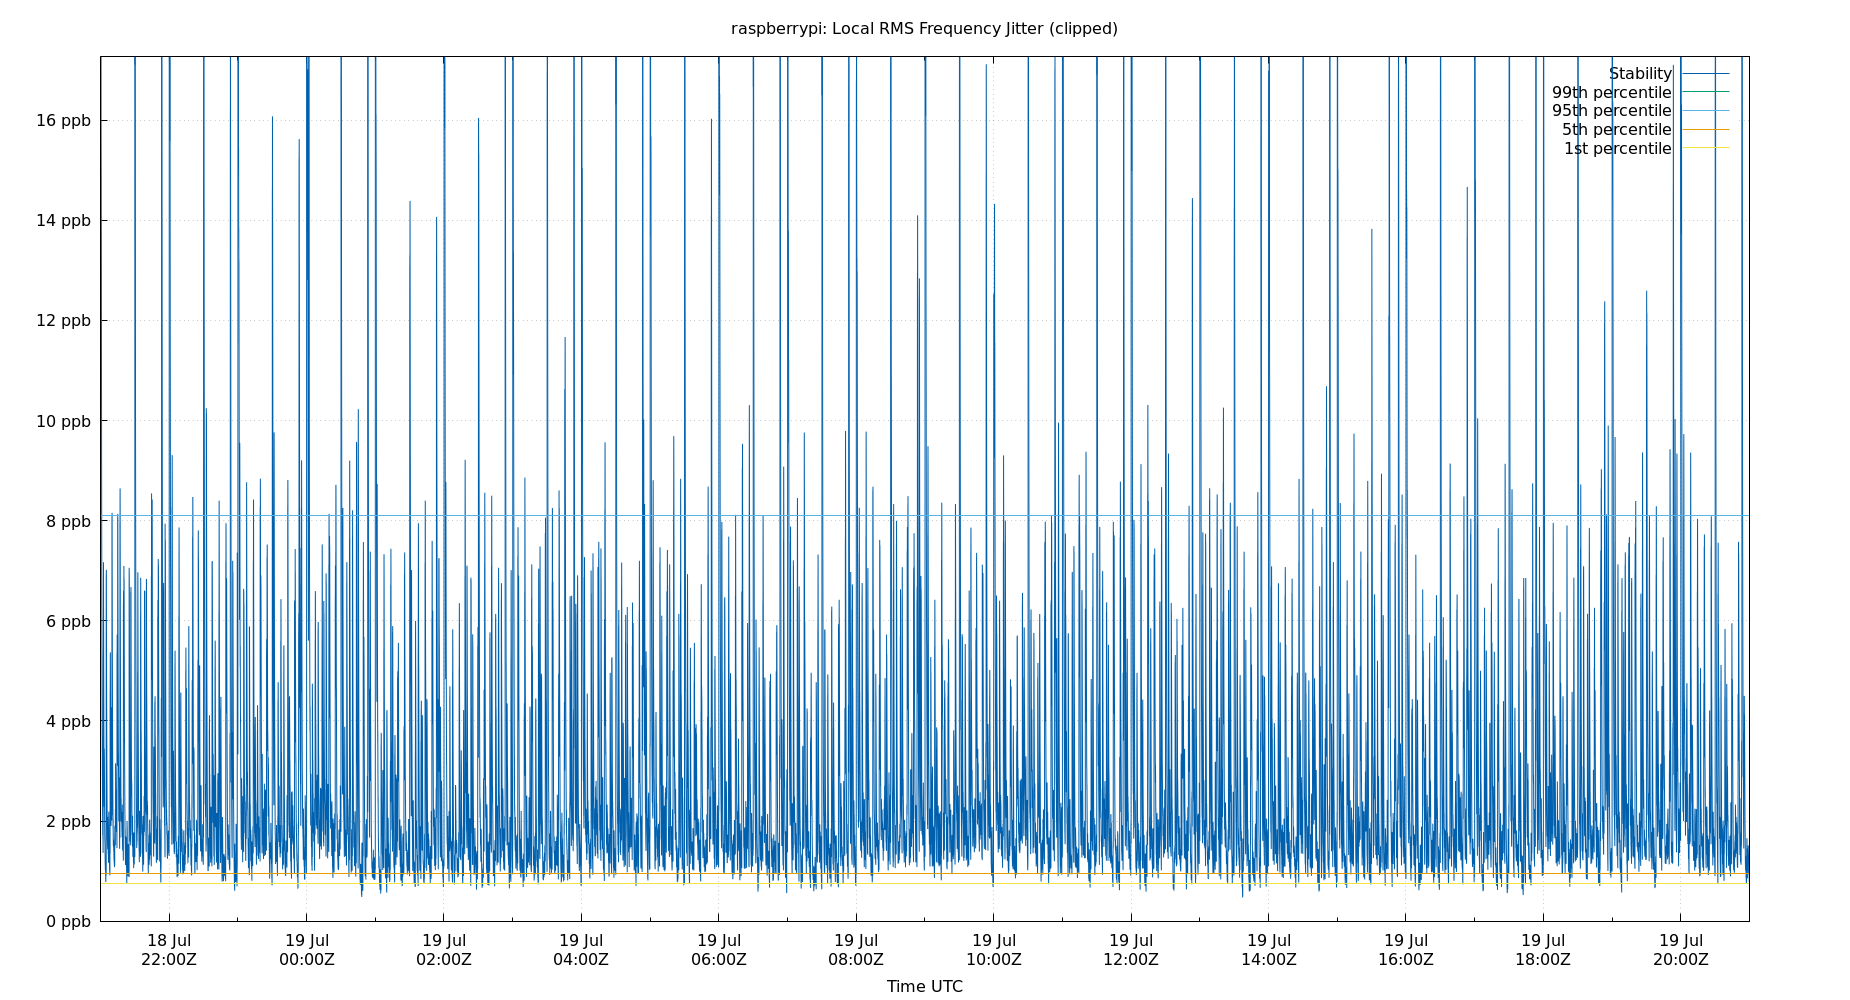 raspberrypi: Local RMS Frequency Jitter (clipped)
Stability
99th percentile
95th percentile
5th percentile
1st percentile
16 ppb
14 ppb
12 ppb
10 ppb
8 ppb
6 ppb
4 ppb
2 ppb
0 ppb
18 Jul 19 Jul 19 Jul 19 Jul 19 Jul 19 Jul 19 Jul 19 Jul 19 Jul 19 Jul 19 Jul 19 Jul
22:00Z 00:00Z 02:00Z 04:00Z 06:00Z 08:00Z 10:00Z 12:00Z 14:00Z 16:00Z 18:00Z 20:00Z
Time UTC